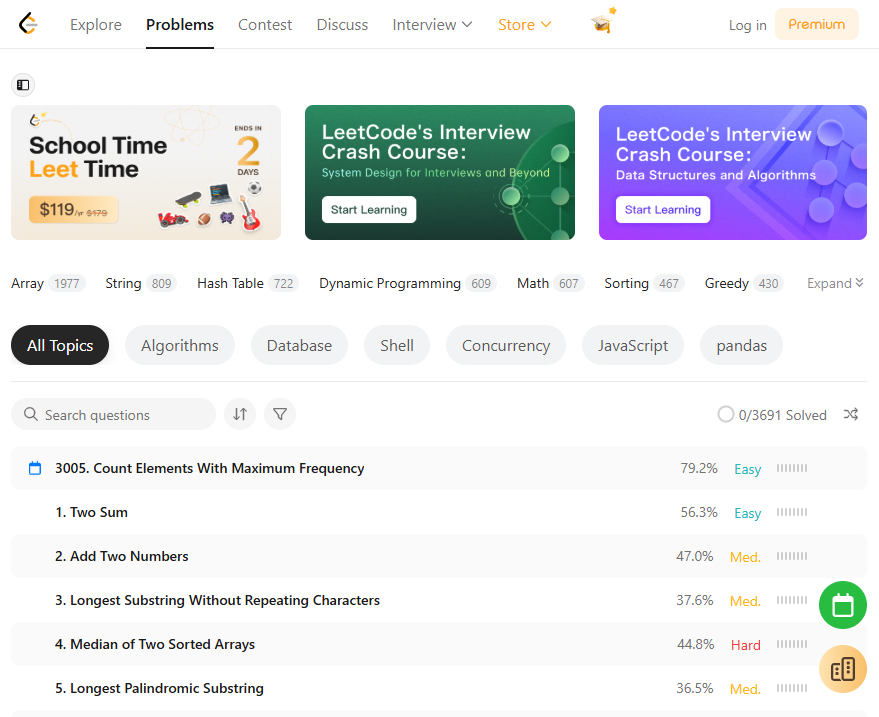 Explore Problems Contest Discuss Interview Store Log in Premium
School Time
Leet Time
$119/yr $179
ENDS IN
2
DAYS
LeetCode's Interview
Crash Course:
System Design for Interviews and Beyond
Start Learning
LeetCode's Interview
Crash Course:
Data Structures and Algorithms
Start Learning
Array 1977 String 809 Hash Table 722 Dynamic Programming 609 Math 607 Sorting 467 Greedy 430 Expand
All Topics Algorithms Database Shell Concurrency JavaScript pandas
Search questions 0/3691 Solved
3005. Count Elements With Maximum Frequency 79.2% Easy
1. Two Sum 56.3% Easy
2. Add Two Numbers 47.0% Med.
3. Longest Substring Without Repeating Characters 37.6% Med.
4. Median of Two Sorted Arrays 44.8% Hard
5. Longest Palindromic Substring 36.5% Med.